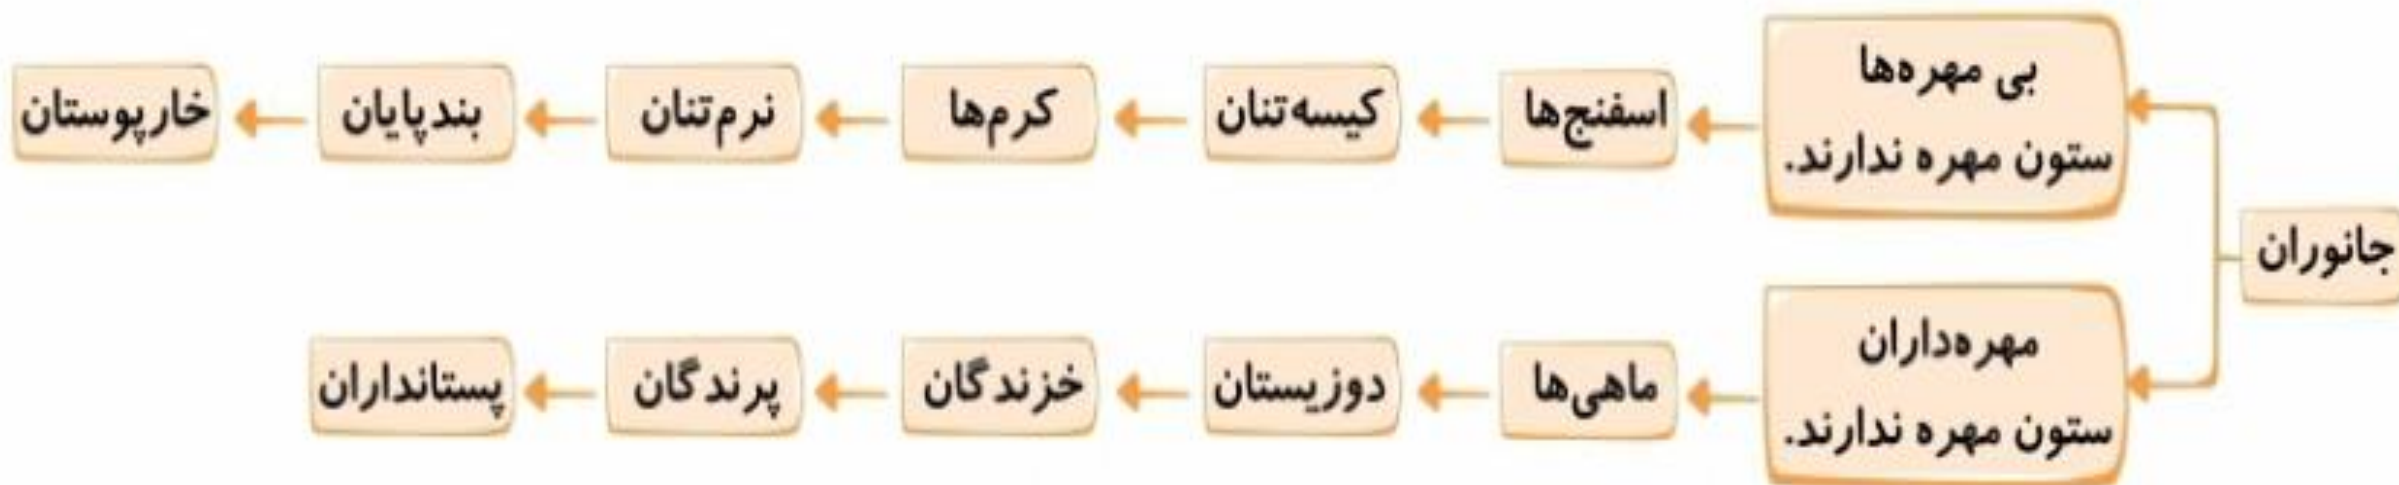 جانوران
بی مهره‌ها
ستون مهره ندارند.
اسفنج‌ها
کیسه‌تنان
کرم‌ها
نرم‌تنان
بندپایان
خارپوستان
مهره‌داران
ستون مهره ندارند.
ماهی‌ها
دوزیستان
خزندگان
پرندگان
پستانداران